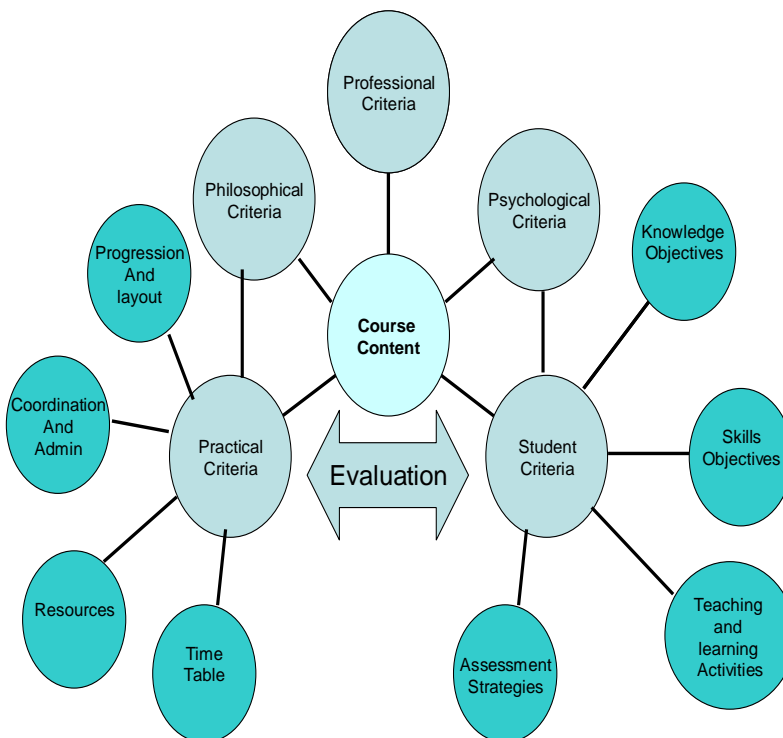 Professional
Criteria
Philosophical
Criteria
Psychological
Criteria
Knowledge
Objectives
Progression
And
layout
Course
Content
Coordination
And
Admin
Practical
Criteria
Evaluation
Student
Criteria
Skills
Objectives
Resources
Time
Table
Assessment
Strategies
Teaching
and
learning
Activities